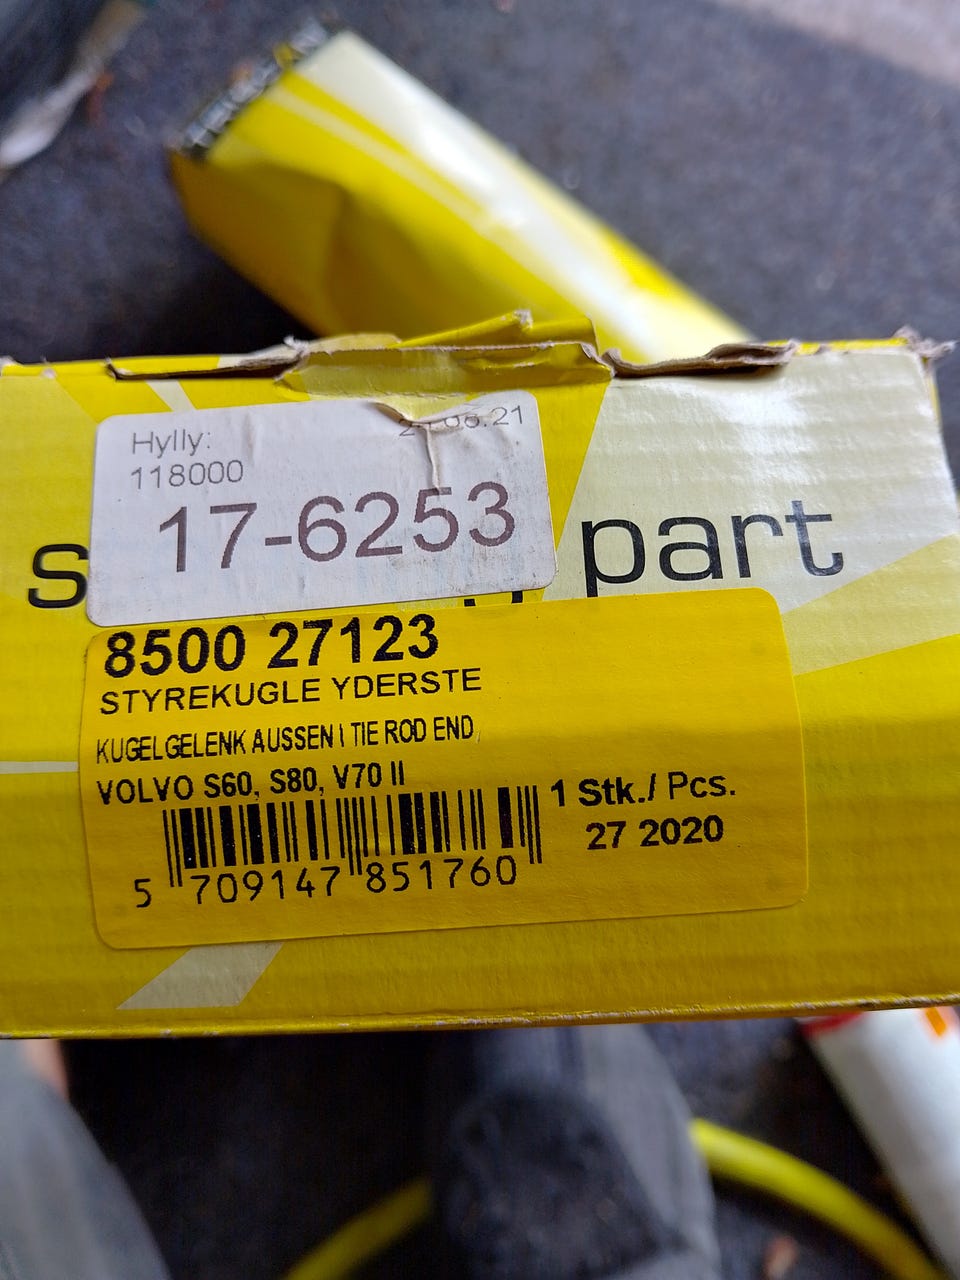 Hylly:
118000
17-6253
s part
8500 27123
STYREKUGLE YDERSTE
KUGELGELENK AUSSEN | TIE ROD END
VOLVO S60, S80, V70 II
1 Stk./ Pcs.
27 2020
5 709147 851760